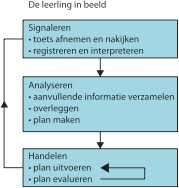 De leerling in beeld
Signaleren
• toets afnemen en nakijken
• registreren en interpreteren
Analyseren
• aanvullende informatie verzamelen
• overleggen
• plan maken
Handelen
• plan uitvoeren
• plan evalueren